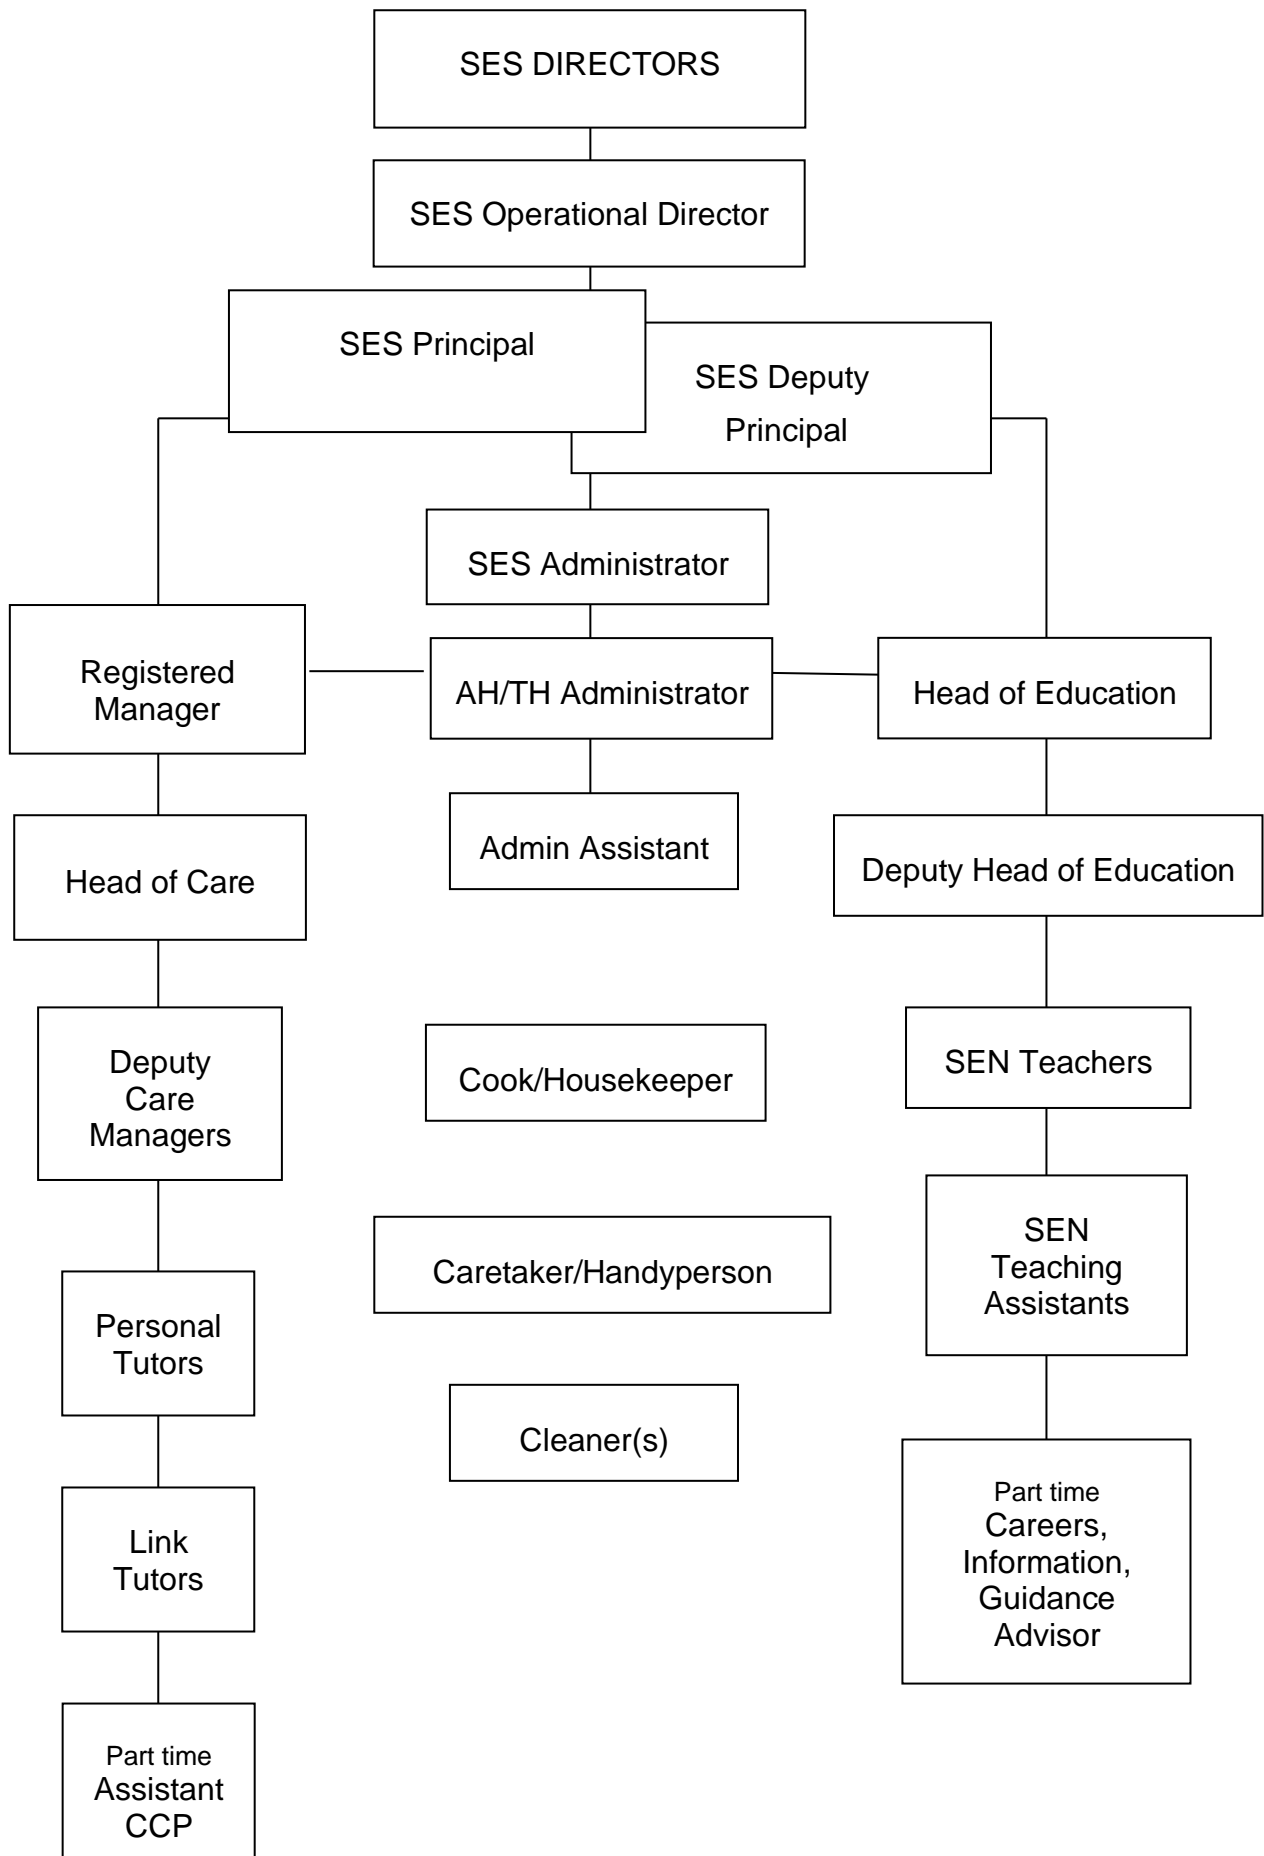 SES DIRECTORS
SES Operational Director
SES Principal
SES Deputy
Principal
SES Administrator
Registered
Manager
AH/TH Administrator
Head of Education
Admin Assistant
Head of Care
Deputy Head of Education
Deputy
Care
Managers
Cook/Housekeeper
SEN Teachers
Caretaker/Handyperson
SEN
Teaching
Assistants
Personal
Tutors
Cleaner(s)
Link
Tutors
Part time
Careers,
Information,
Guidance
Advisor
Part time
Assistant
CCP